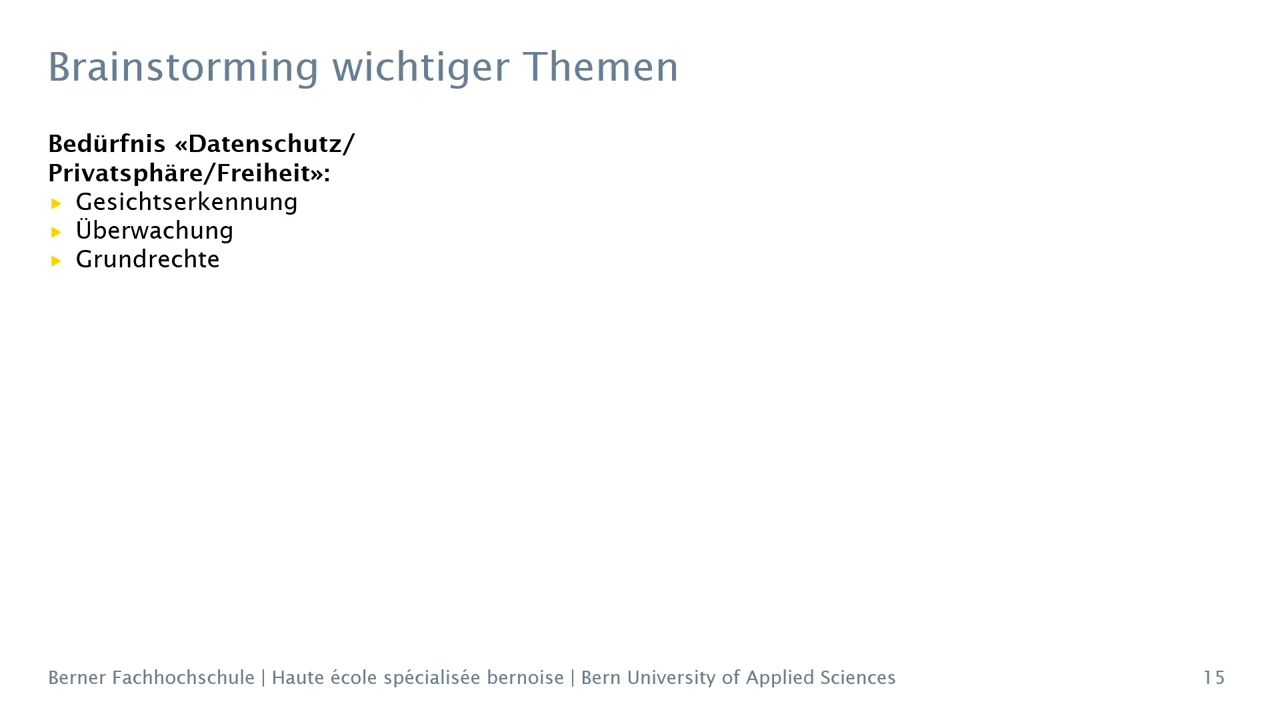 Brainstorming wichtiger Themen
Bedürfnis «Datenschutz/
Privatsphäre/Freiheit»:
Gesichtserkennung
Überwachung
Grundrechte
Berner Fachhochschule | Haute école spécialisée bernoise | Bern University of Applied Sciences
15